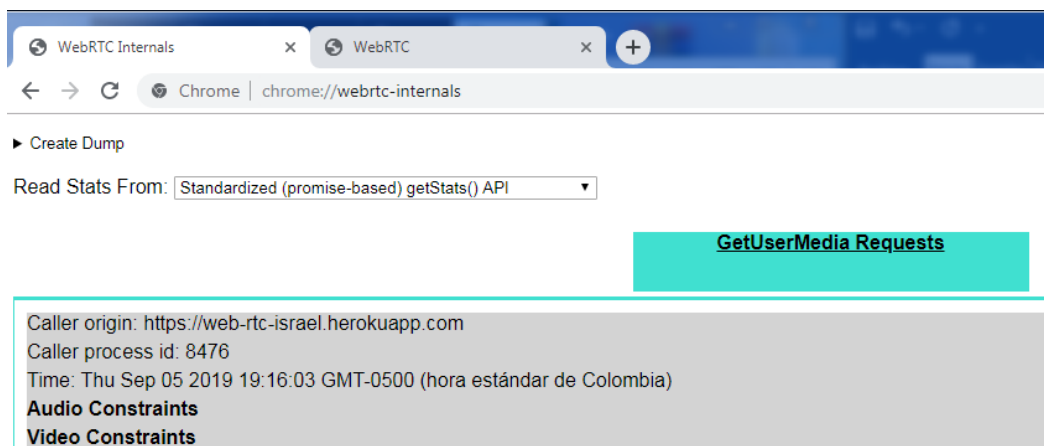 WebRTC Internals
WebRTC
Chrome | chrome://webrtc-internals
Create Dump
Read Stats From: Standardized (promise-based) getStats() API
GetUserMedia Requests
Caller origin: https://web-rtc-israel.herokuapp.com
Caller process id: 8476
Time: Thu Sep 05 2019 19:16:03 GMT-0500 (hora estándar de Colombia)
Audio Constraints
Video Constraints